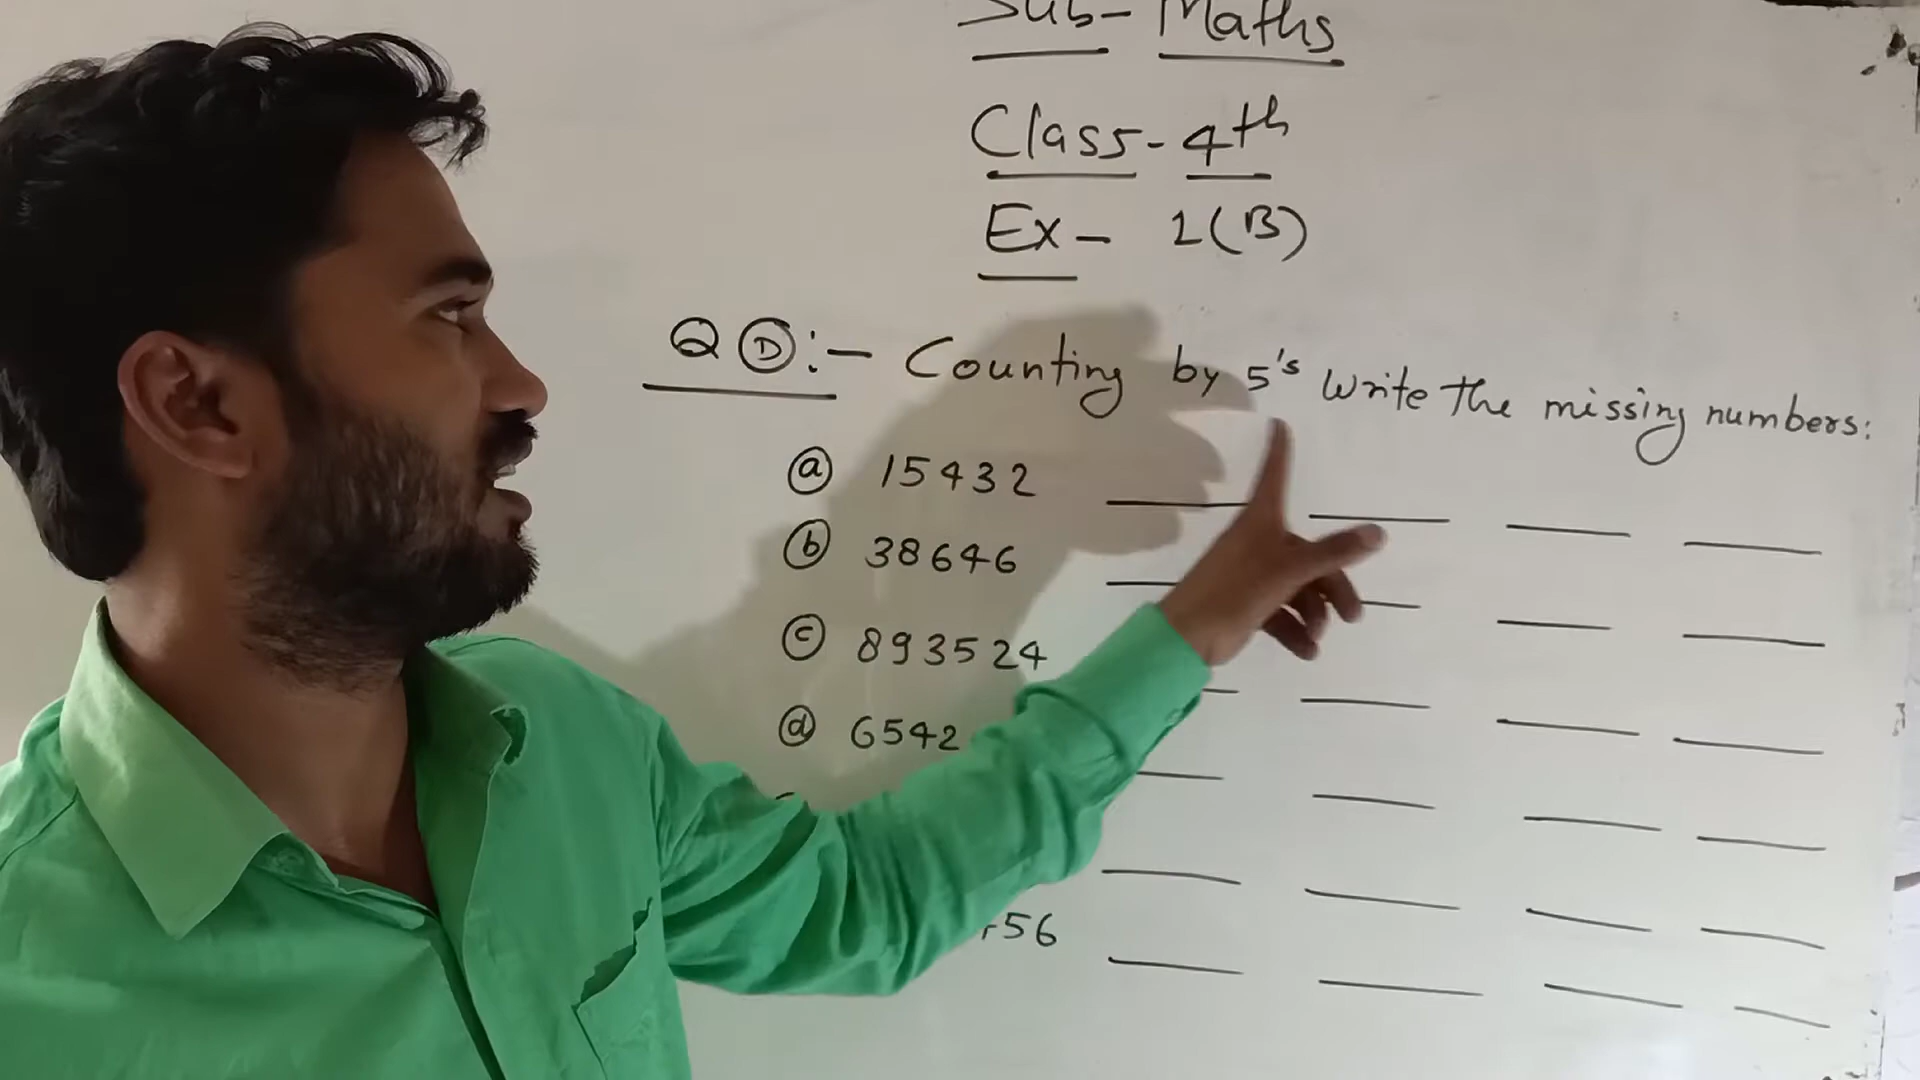 Sub- Maths
Class- 4th
Ex- 1(B)
Q D:- Counting by 5's Write the missing numbers:
a 15432
b 38646
c 893524
d 6542
56